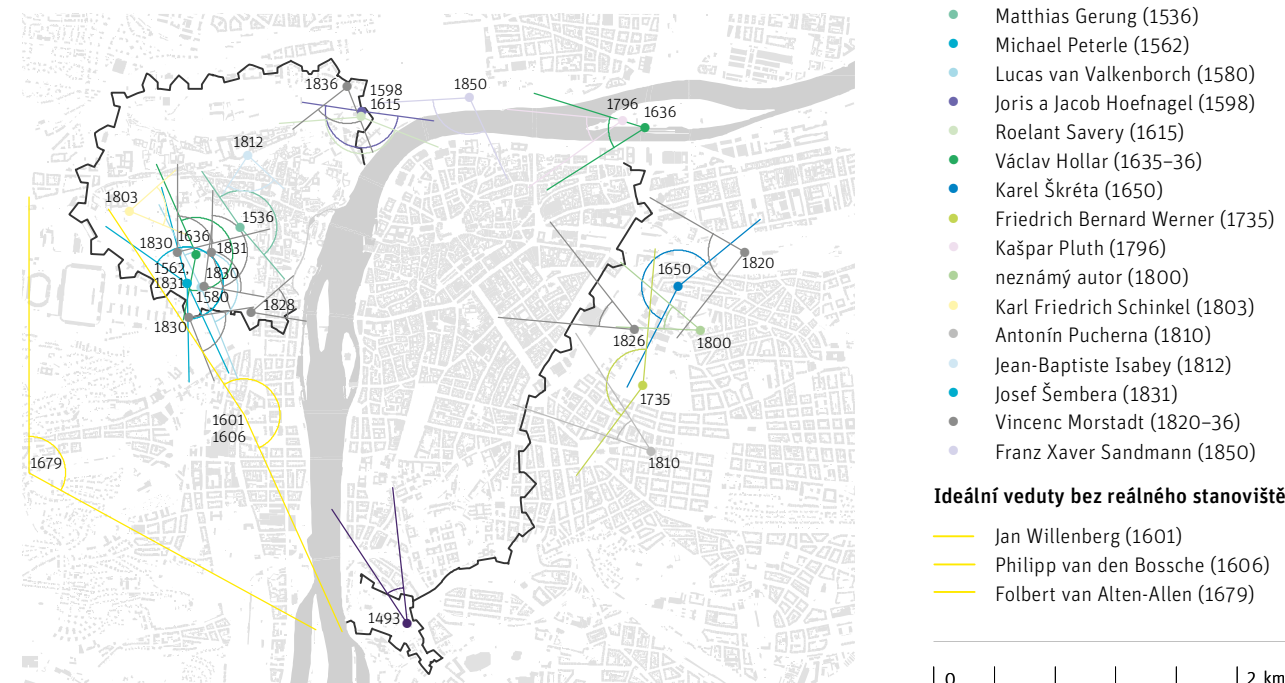 1836
1598
1615
1850
1796
1636
1812
1803
1536
1830
1636
1831
1562,
1831
1830
1580
1828
1830
1650
1820
1826
1800
1735
1601
1606
1679
1810
1493
Matthias Gerung (1536)
Michael Peterle (1562)
Lucas van Valkenborch (1580)
Joris a Jacob Hoefnagel (1598)
Roelant Savery (1615)
Václav Hollar (1635–36)
Karel Škréta (1650)
Friedrich Bernard Werner (1735)
Kašpar Pluth (1796)
neznámý autor (1800)
Karl Friedrich Schinkel (1803)
Antonín Pucherna (1810)
Jean-Baptiste Isabey (1812)
Josef Šembera (1831)
Vincenc Morstadt (1820–36)
Franz Xaver Sandmann (1850)
Ideální veduty bez reálného stanoviště
Jan Willenberg (1601)
Philipp van den Bossche (1606)
Folbert van Alten-Allen (1679)
0 2 km